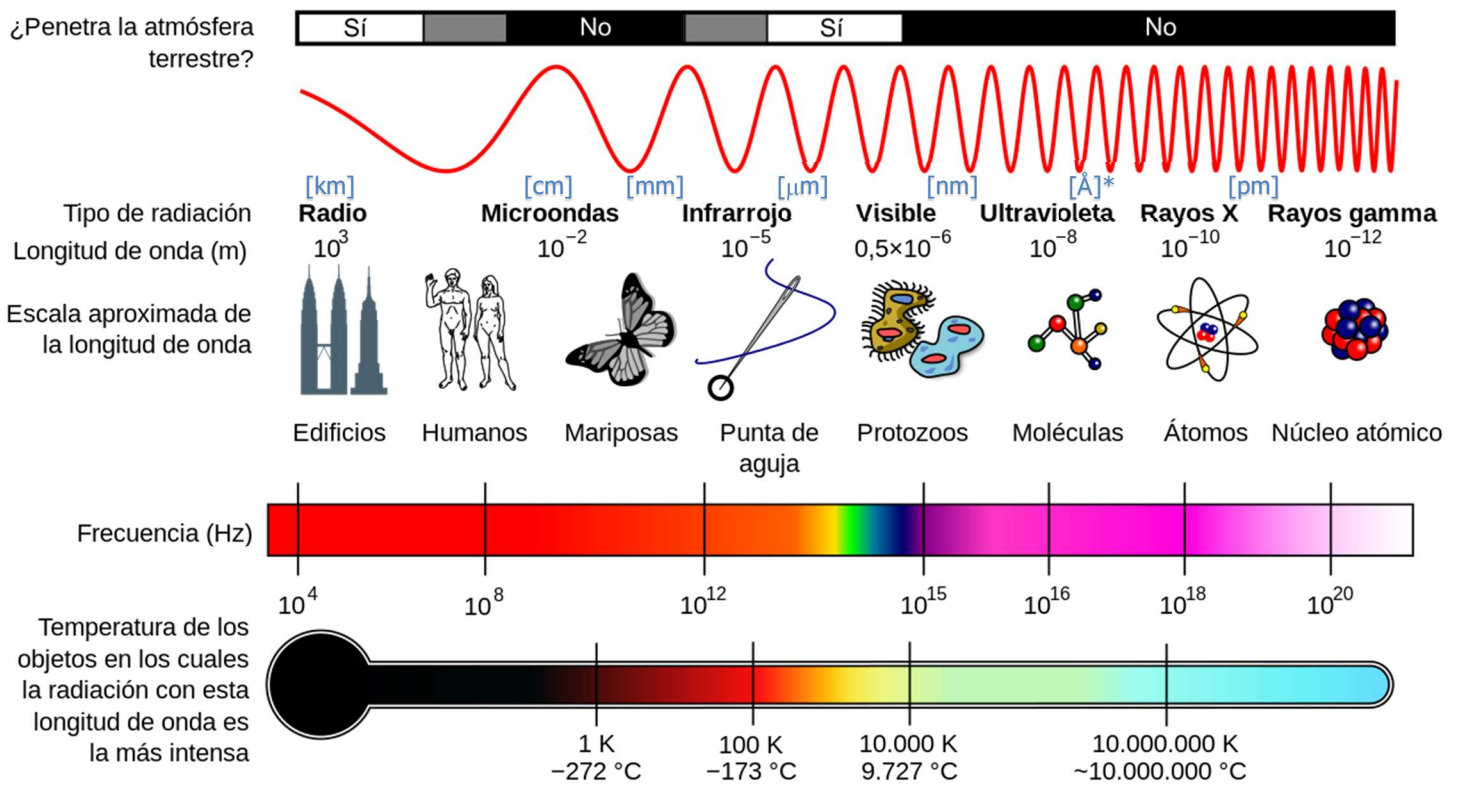 ¿Penetra la atmósfera
terrestre?
Sí No Sí No
[km] [cm] [mm] [μm] [nm] [Å]* [pm]
Tipo de radiación Radio Microondas Infrarrojo Visible Ultravioleta Rayos X Rayos gamma
Longitud de onda (m) 10³ 10⁻² 10⁻⁵ 0,5×10⁻⁶ 10⁻⁸ 10⁻¹⁰ 10⁻¹²
Escala aproximada de
la longitud de onda
Edificios Humanos Mariposas Punta de Protozoos Moléculas Átomos Núcleo atómico
aguja
Frecuencia (Hz)
10⁴ 10⁸ 10¹² 10¹⁵ 10¹⁶ 10¹⁸ 10²⁰
Temperatura de los
objetos en los cuales
la radiación con esta
longitud de onda es
la más intensa
1 K 100 K 10.000 K 10.000.000 K
−272 °C −173 °C 9.727 °C ~10.000.000 °C